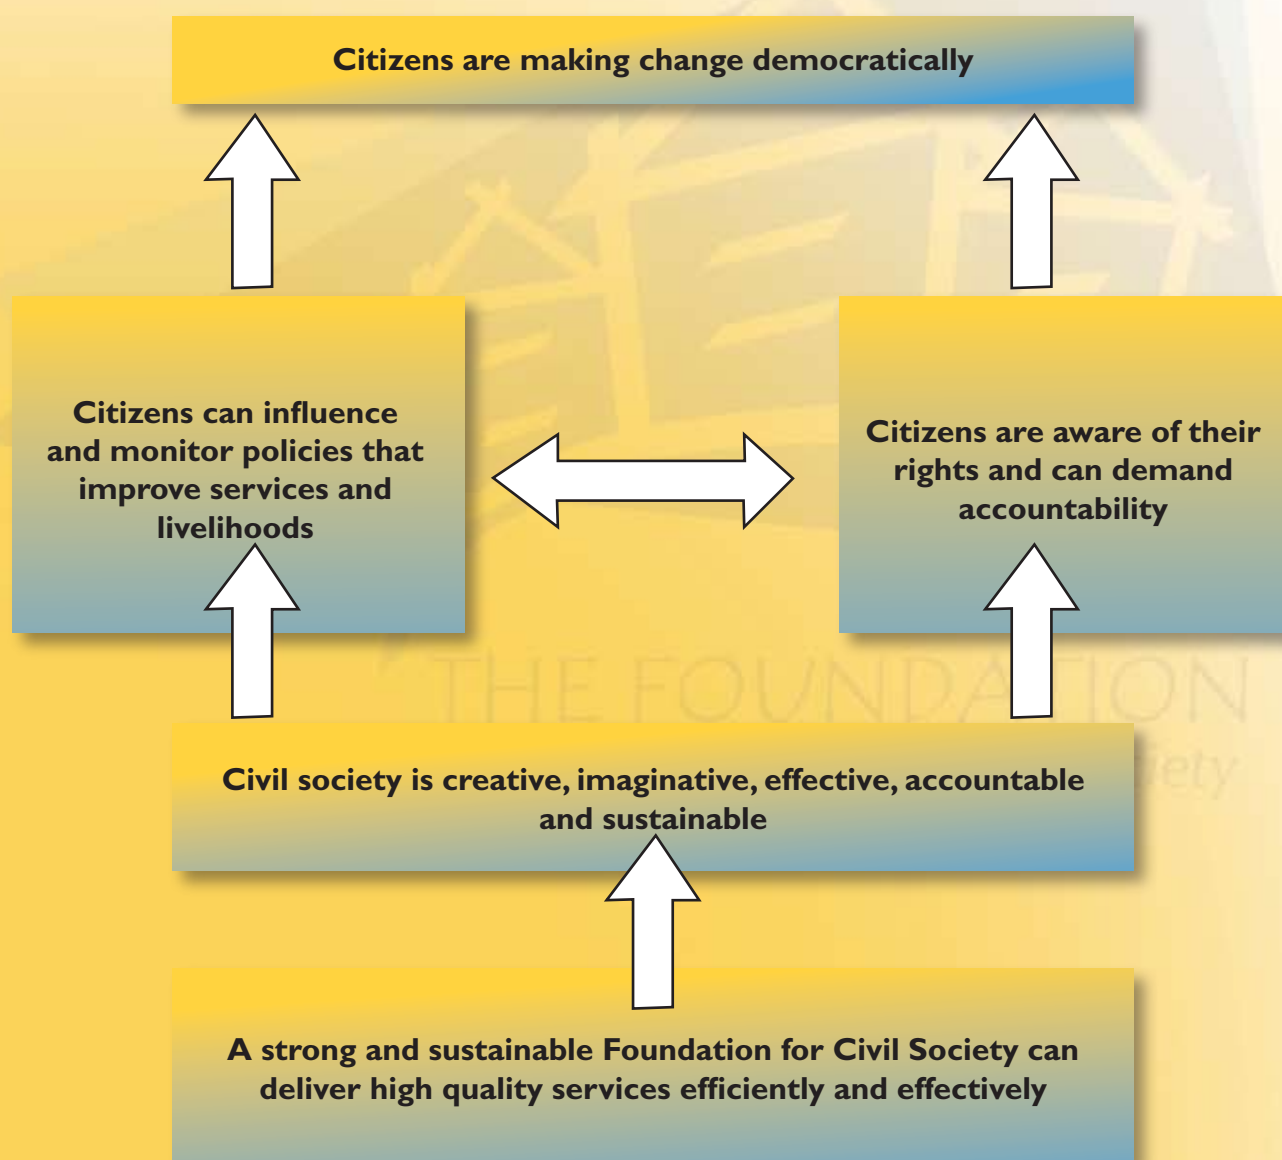 Citizens are making change democratically
Citizens can influence
and monitor policies that
improve services and
livelihoods
Citizens are aware of their
rights and can demand
accountability
THE FOUNDATION
Civil society is creative, imaginative, effective, accountable
and sustainable
A strong and sustainable Foundation for Civil Society can
deliver high quality services efficiently and effectively